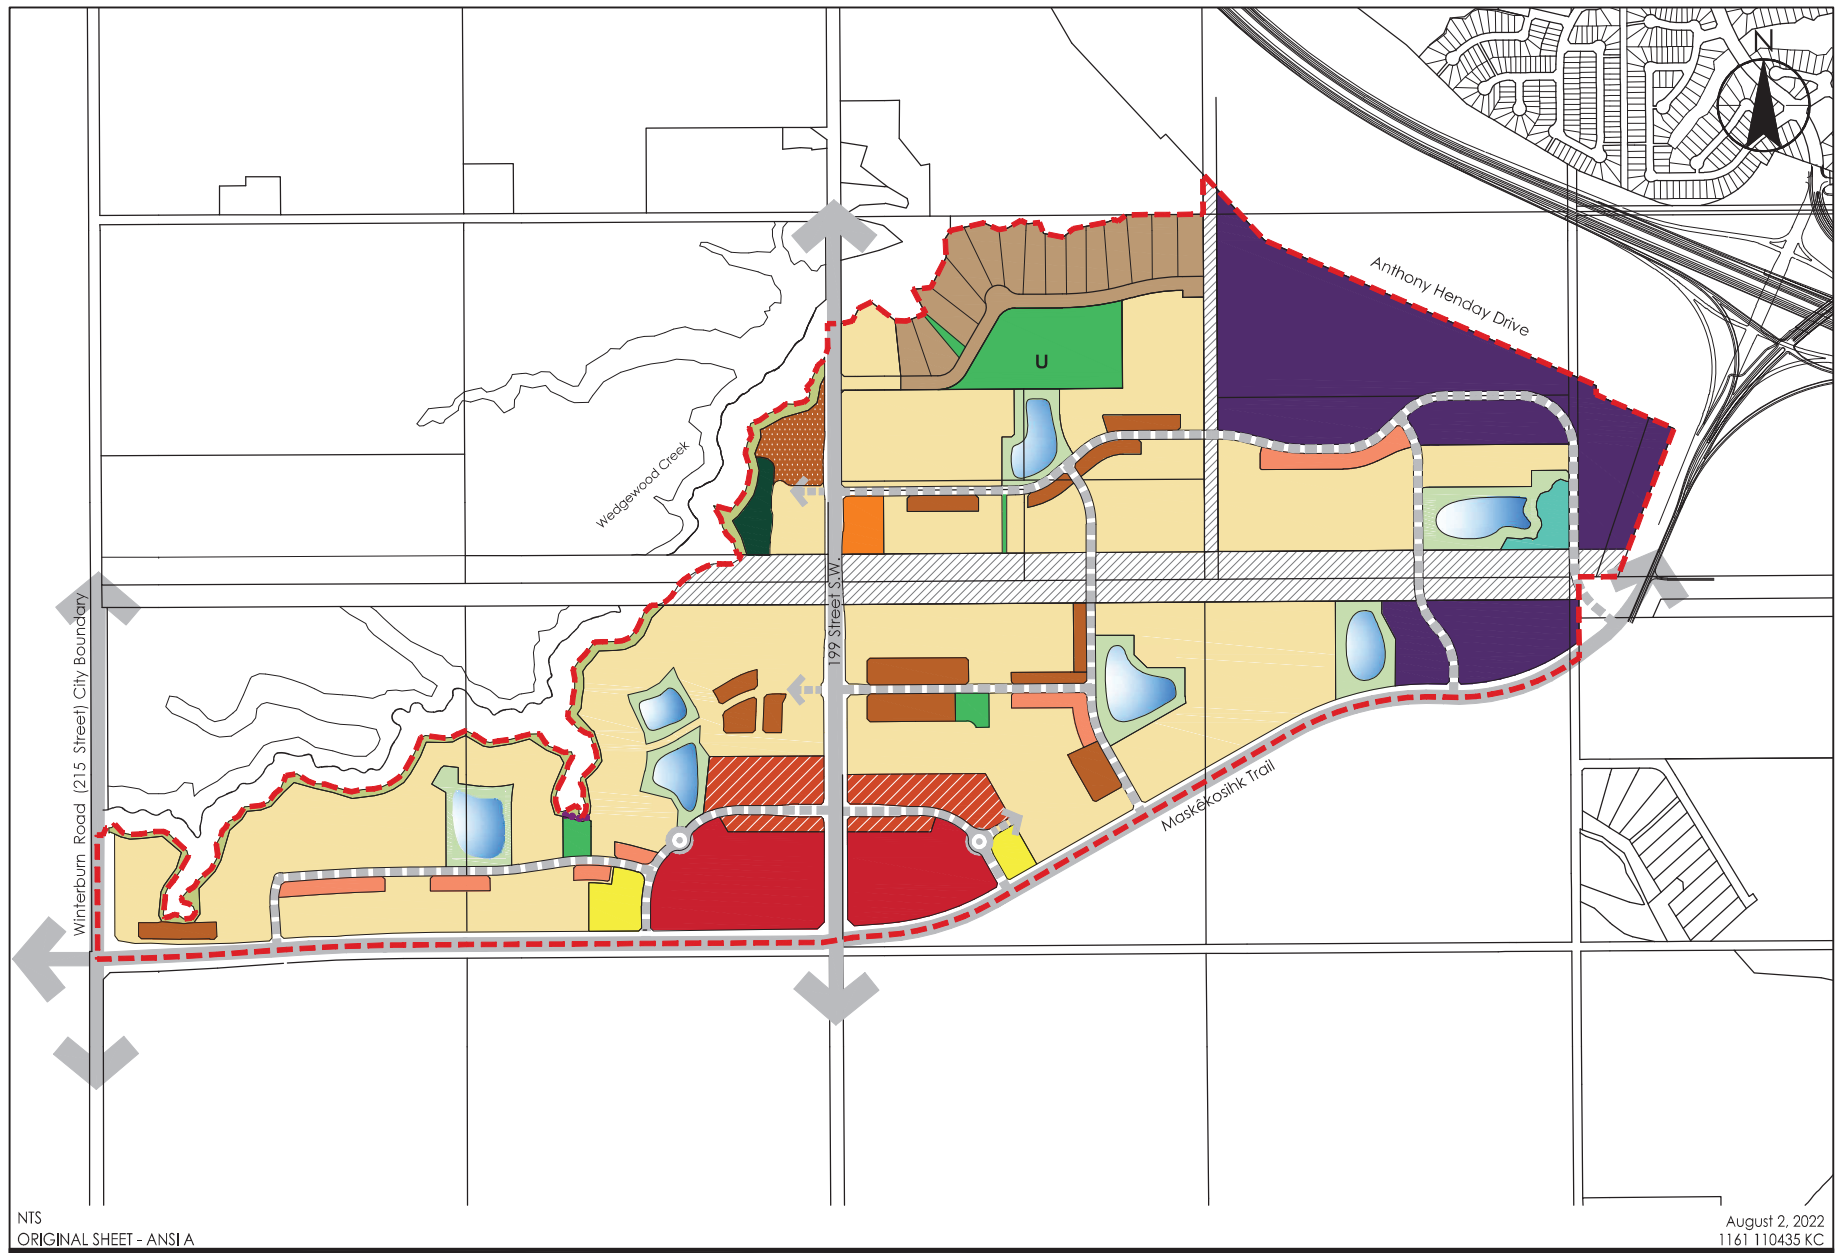 N
Anthony Henday Drive
U
Wedgewood Creek
199 Street S.W.
Winterburn Road (215 Street) City Boundary
Maskêkosihk Trail
NTS
ORIGINAL SHEET - ANSI A
August 2, 2022
1161 110435 KC